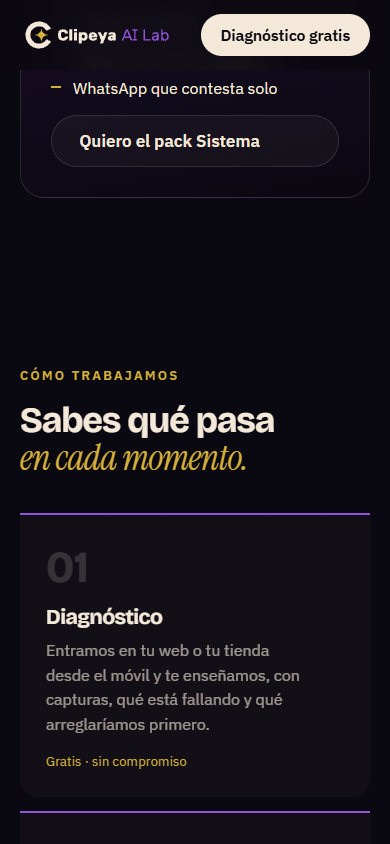 Clipeya AI Lab
Diagnóstico gratis
WhatsApp que contesta solo
Quiero el pack Sistema
CÓMO TRABAJAMOS
Sabes qué pasa
en cada momento.
01
Diagnóstico
Entramos en tu web o tu tienda
desde el móvil y te enseñamos, con
capturas, qué está fallando y qué
arreglaríamos primero.
Gratis · sin compromiso